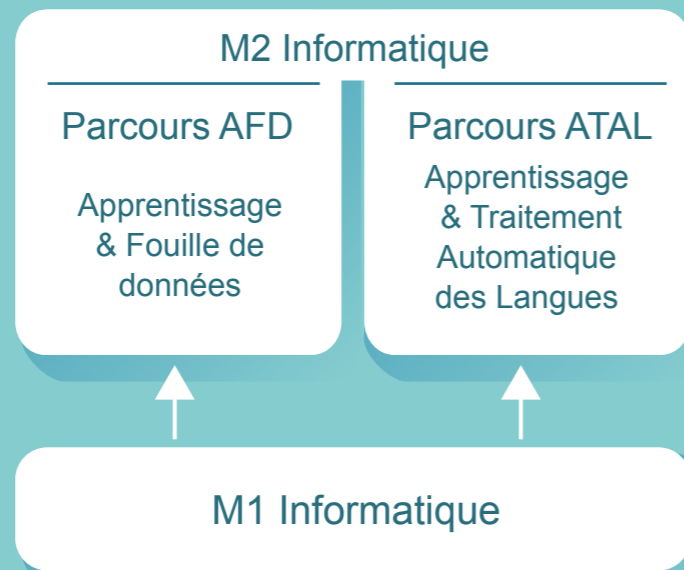 M2 Informatique
Parcours AFD
Apprentissage
& Fouille de
données
Parcours ATAL
Apprentissage
& Traitement
Automatique
des Langues
M1 Informatique